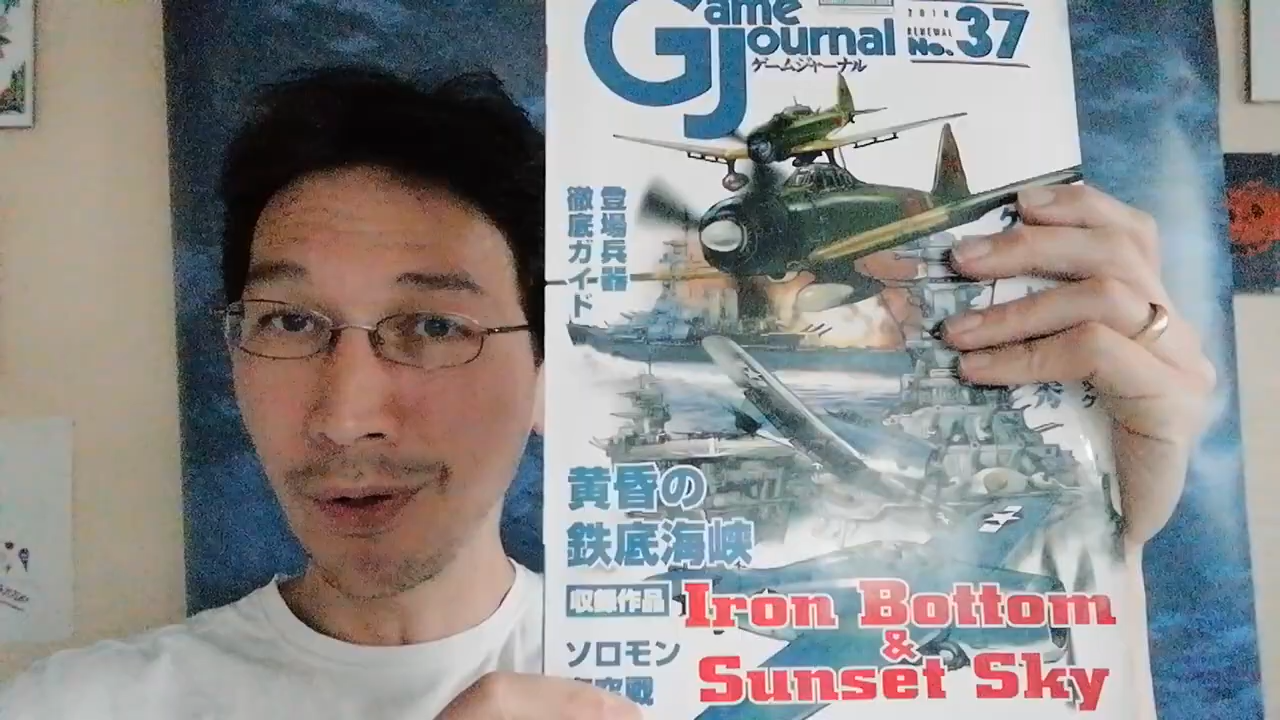 Game
Journal
ゲームジャーナル
2010
RENEWAL
No.37
登場兵器
徹底ガイド
黄昏の
鉄底海峡
収録作品
Iron Bottom
&
Sunset Sky
ソロモン